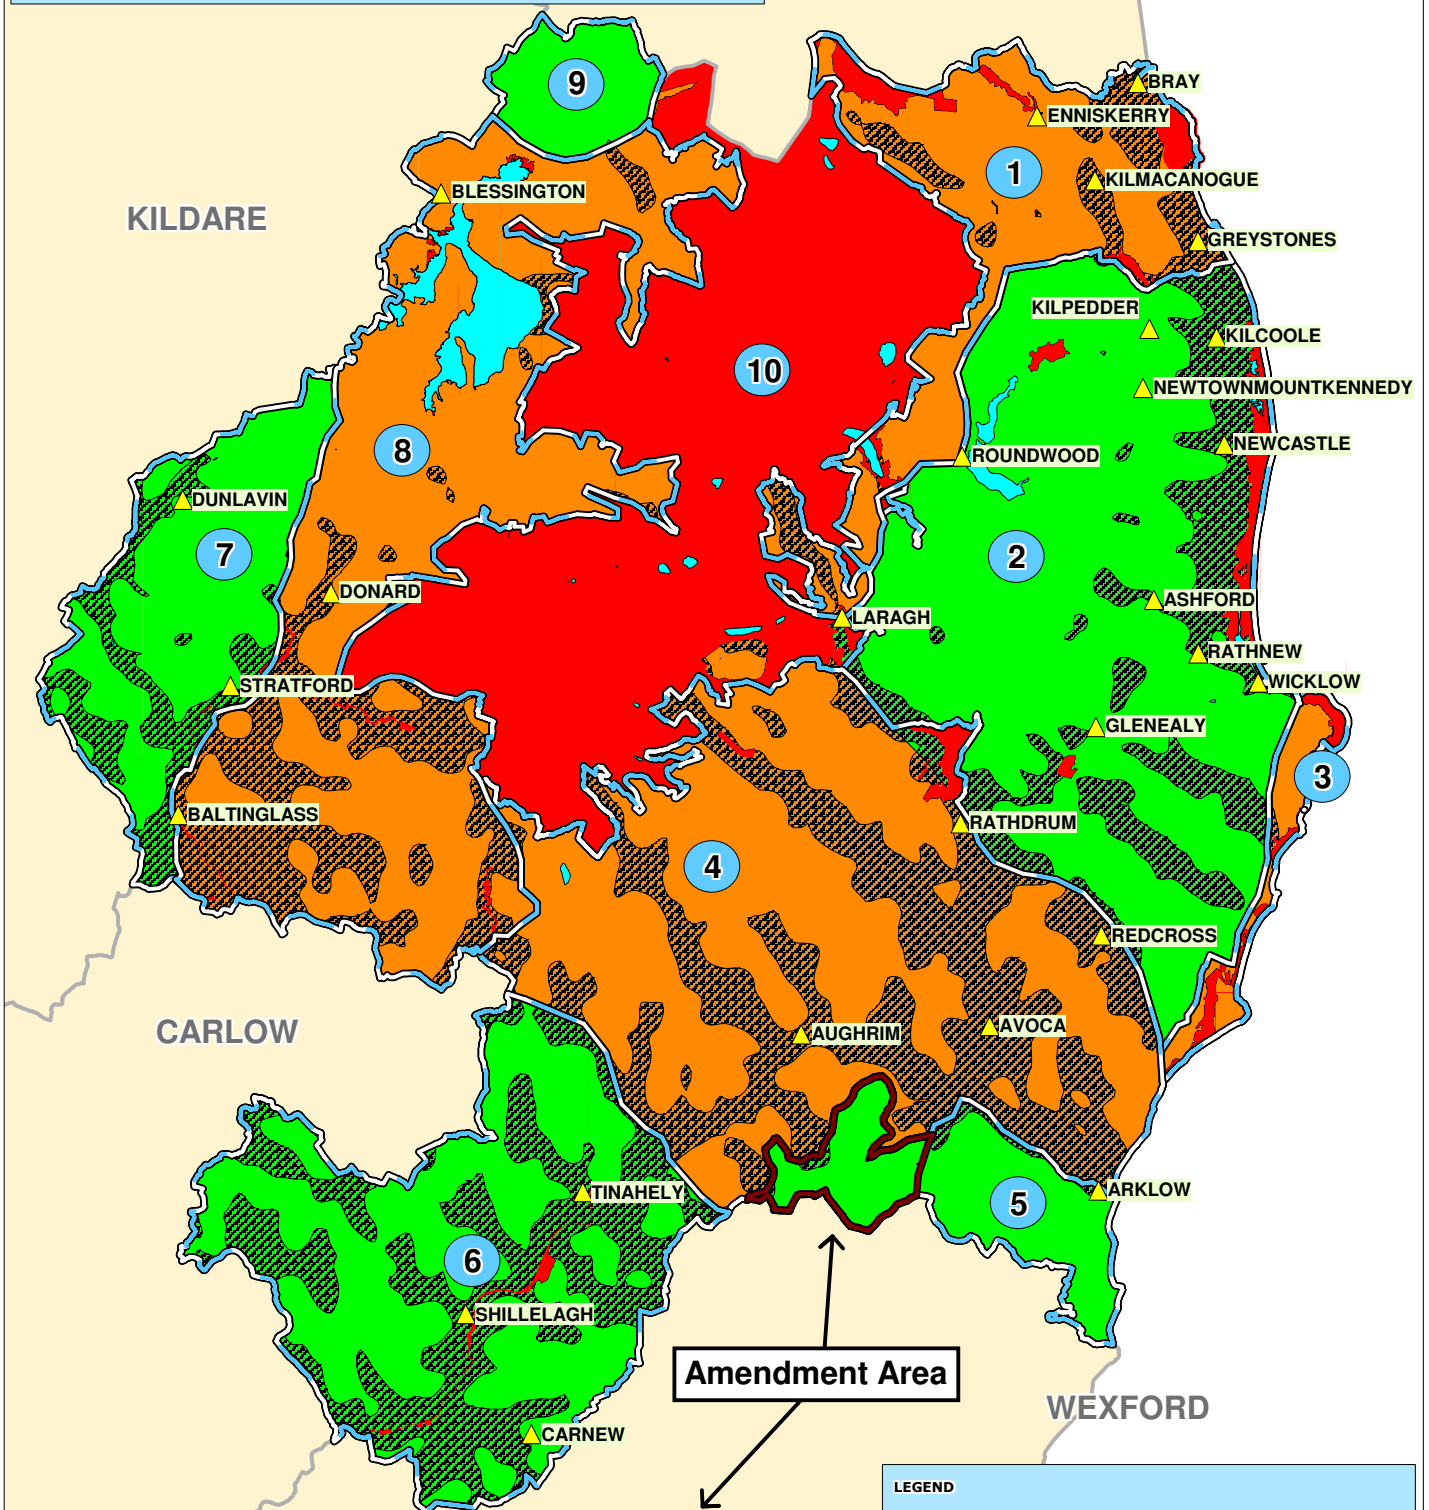 9
BRAY
ENNISKERRY
1
KILMACANOGUE
BLESSINGTON
KILDARE
GREYSTONES
KILPEDDER
KILCOOLE
10
NEWTOWNMOUNTKENNEDY
8
NEWCASTLE
ROUNDWOOD
DUNLAVIN
7
2
DONARD
ASHFORD
LARAGH
RATHNEW
STRATFORD
WICKLOW
GLENEALY
3
BALTINGLASS
RATHDRUM
4
REDCROSS
CARLOW
AUGHRIM
AVOCA
TINAHELY
ARKLOW
5
6
SHILLELAGH
Amendment Area
WEXFORD
CARNEW
LEGEND